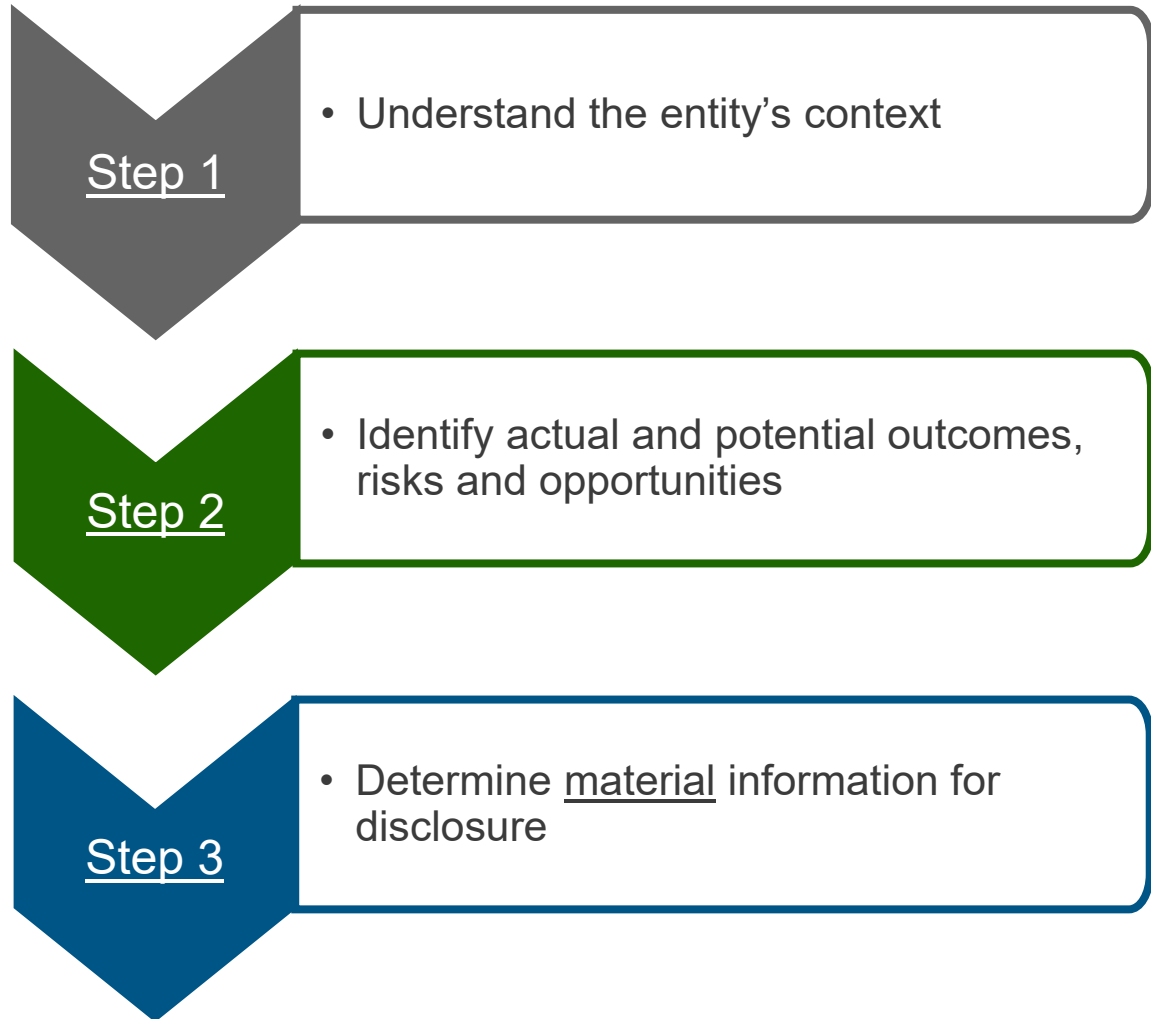 Step 1
• Understand the entity’s context
Step 2
• Identify actual and potential outcomes,
risks and opportunities
Step 3
• Determine material information for
disclosure